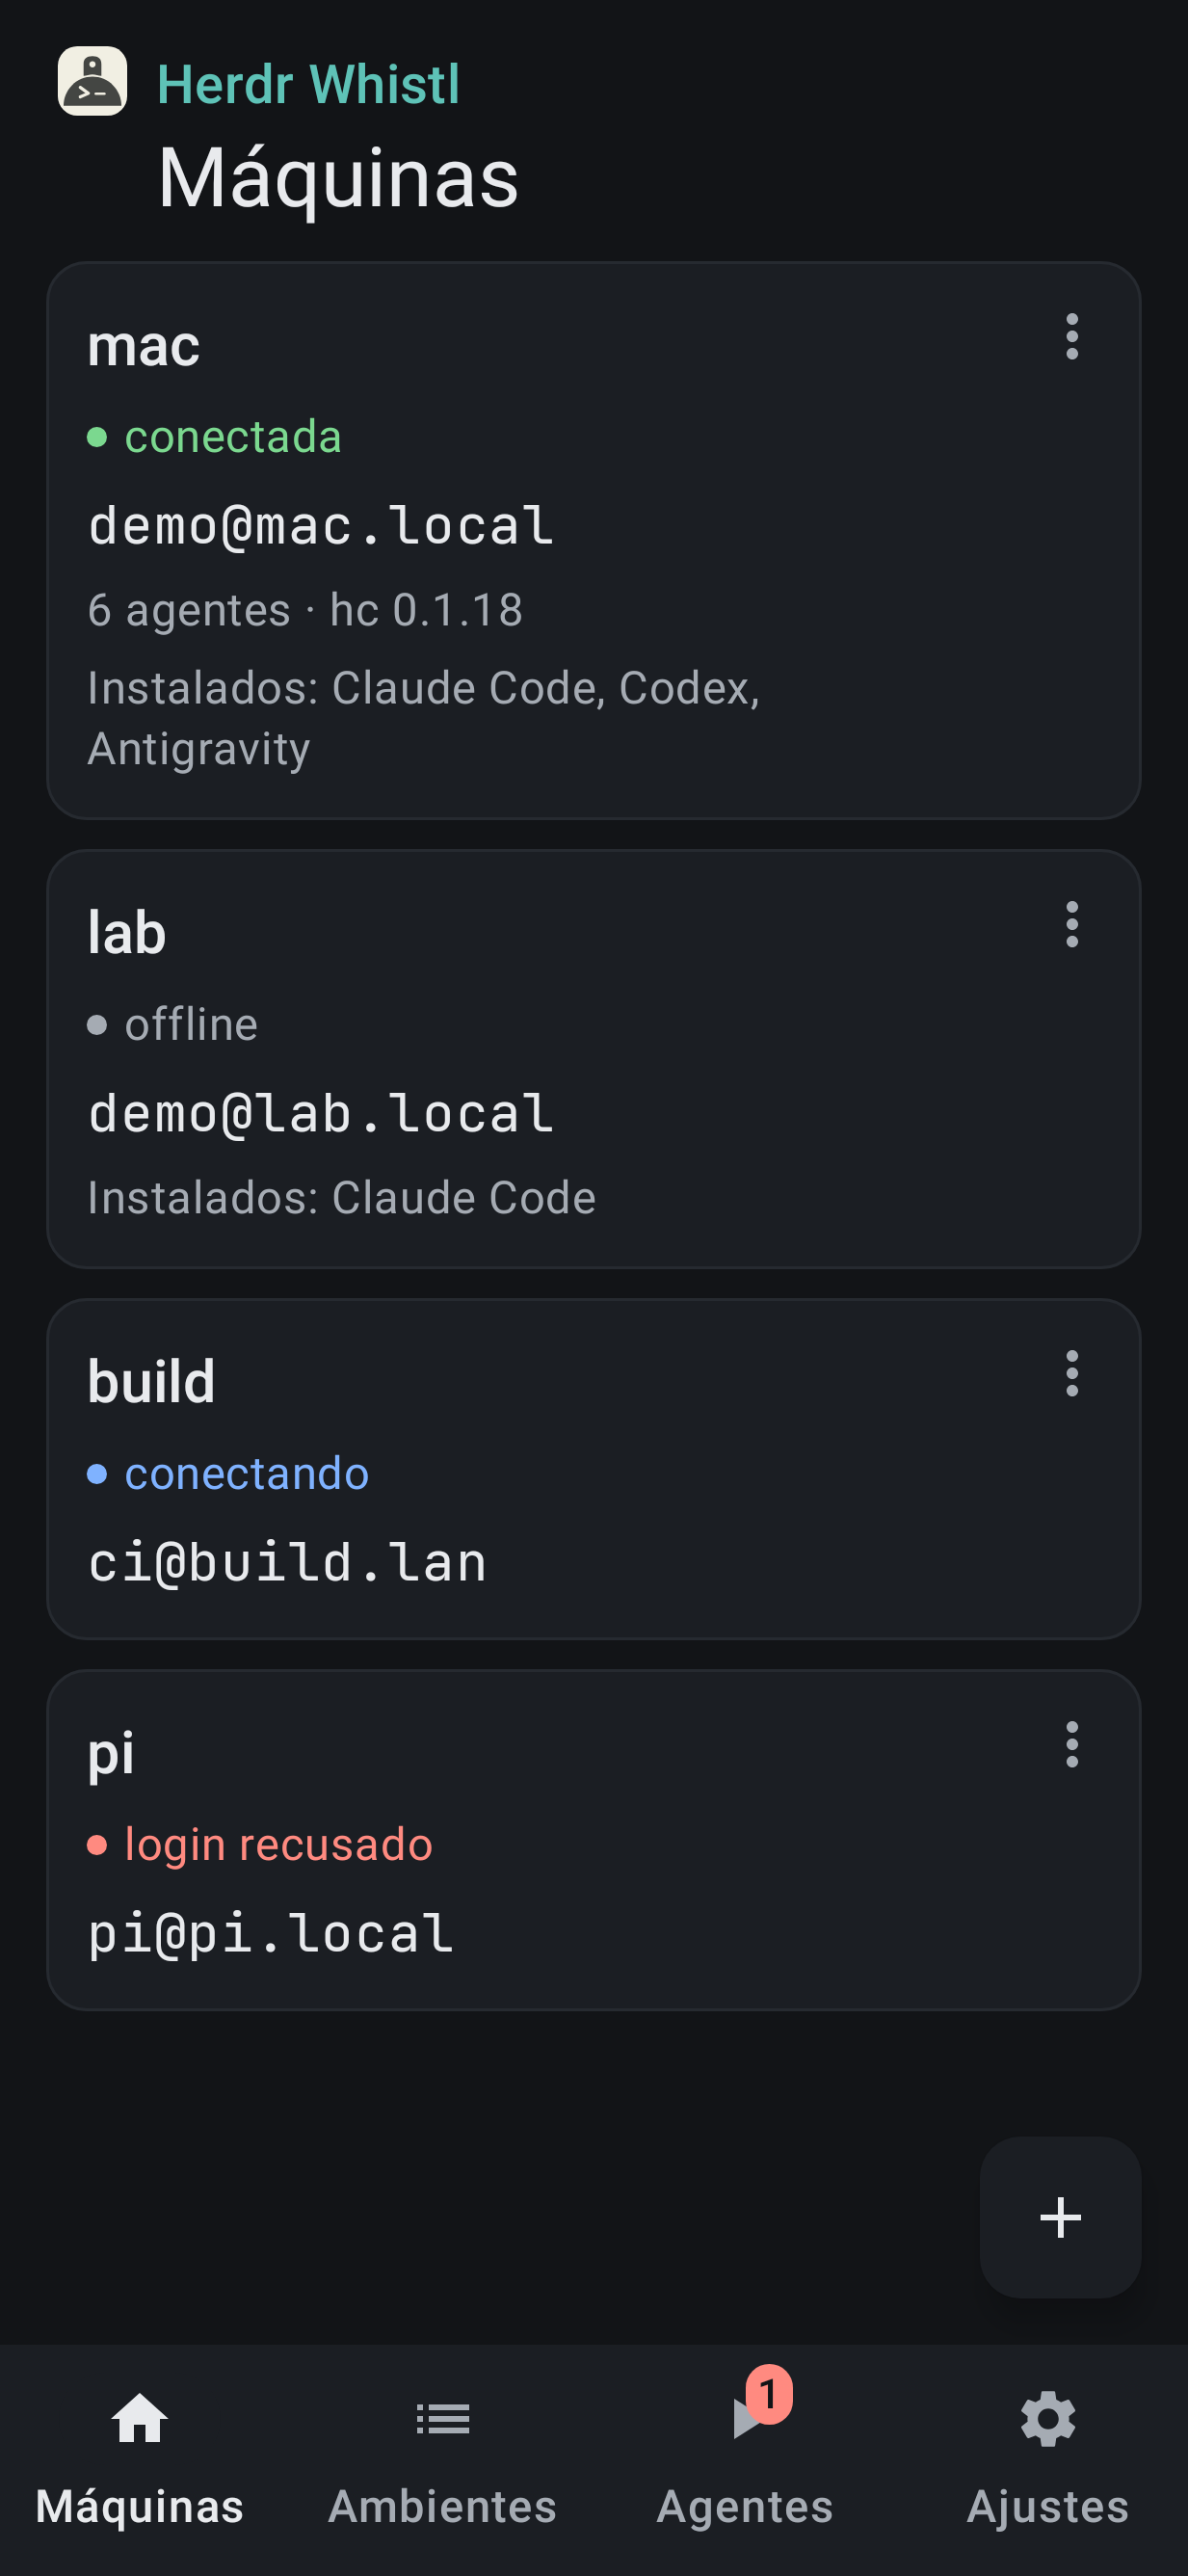 Herdr Whistl
Máquinas
mac
conectada
demo@mac.local
6 agentes · hc 0.1.18
Instalados: Claude Code, Codex,
Antigravity
lab
offline
demo@lab.local
Instalados: Claude Code
build
conectando
ci@build.lan
pi
login recusado
pi@pi.local
1
Máquinas
Ambientes
Agentes
Ajustes